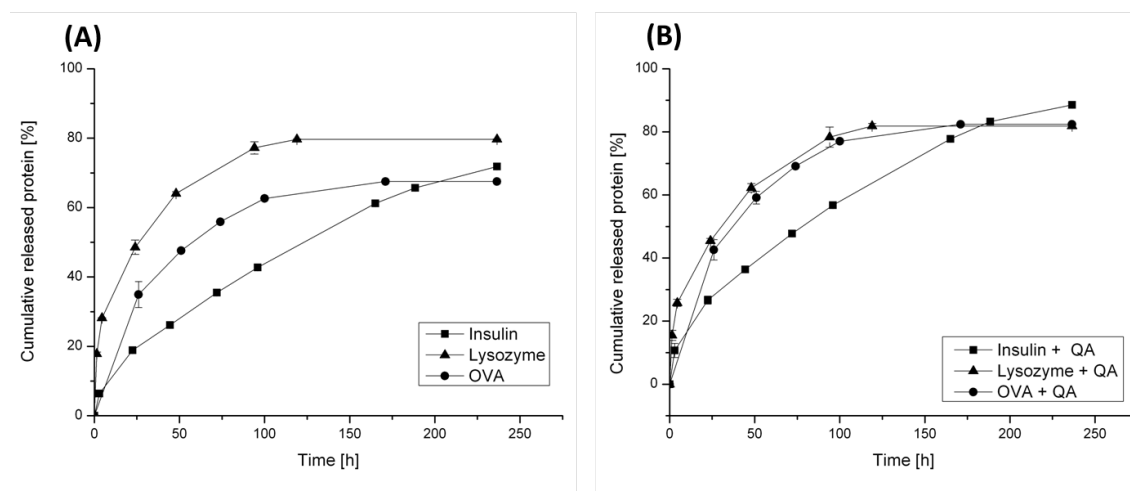 (A)
Cumulative released protein [%]
100
80
60
40
20
0
0 50 100 150 200 250
Time [h]
Insulin
Lysozyme
OVA
(B)
Cumulative released protein [%]
100
80
60
40
20
0
0 50 100 150 200 250
Time [h]
Insulin + QA
Lysozyme + QA
OVA + QA